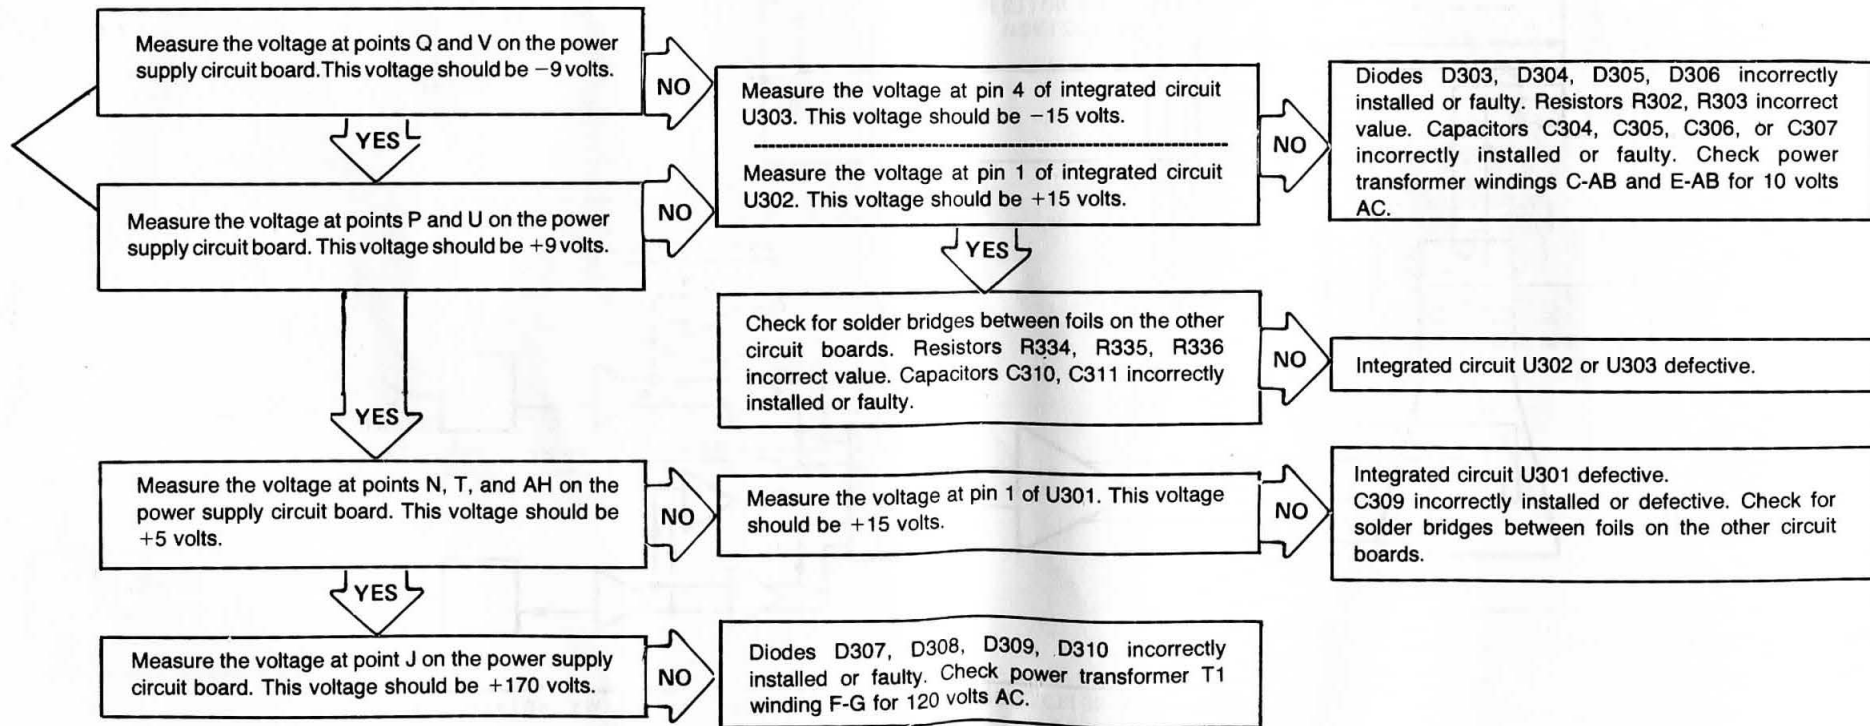 Measure the voltage at points Q and V on the power
supply circuit board. This voltage should be −9 volts.
NO
YES
Measure the voltage at points P and U on the power
supply circuit board. This voltage should be +9 volts.
NO
Measure the voltage at pin 4 of integrated circuit
U303. This voltage should be −15 volts.
Measure the voltage at pin 1 of integrated circuit
U302. This voltage should be +15 volts.
NO
Diodes D303, D304, D305, D306 incorrectly
installed or faulty. Resistors R302, R303 incorrect
value. Capacitors C304, C305, C306, or C307
incorrectly installed or faulty. Check power
transformer windings C-AB and E-AB for 10 volts
AC.
YES
Check for solder bridges between foils on the other
circuit boards. Resistors R334, R335, R336
incorrect value. Capacitors C310, C311 incorrectly
installed or faulty.
NO
Integrated circuit U302 or U303 defective.
YES
Measure the voltage at points N, T, and AH on the
power supply circuit board. This voltage should be
+5 volts.
NO
Measure the voltage at pin 1 of U301. This voltage
should be +15 volts.
NO
Integrated circuit U301 defective.
C309 incorrectly installed or defective. Check for
solder bridges between foils on the other circuit
boards.
YES
Measure the voltage at point J on the power supply
circuit board. This voltage should be +170 volts.
NO
Diodes D307, D308, D309, D310 incorrectly
installed or faulty. Check power transformer T1
winding F-G for 120 volts AC.